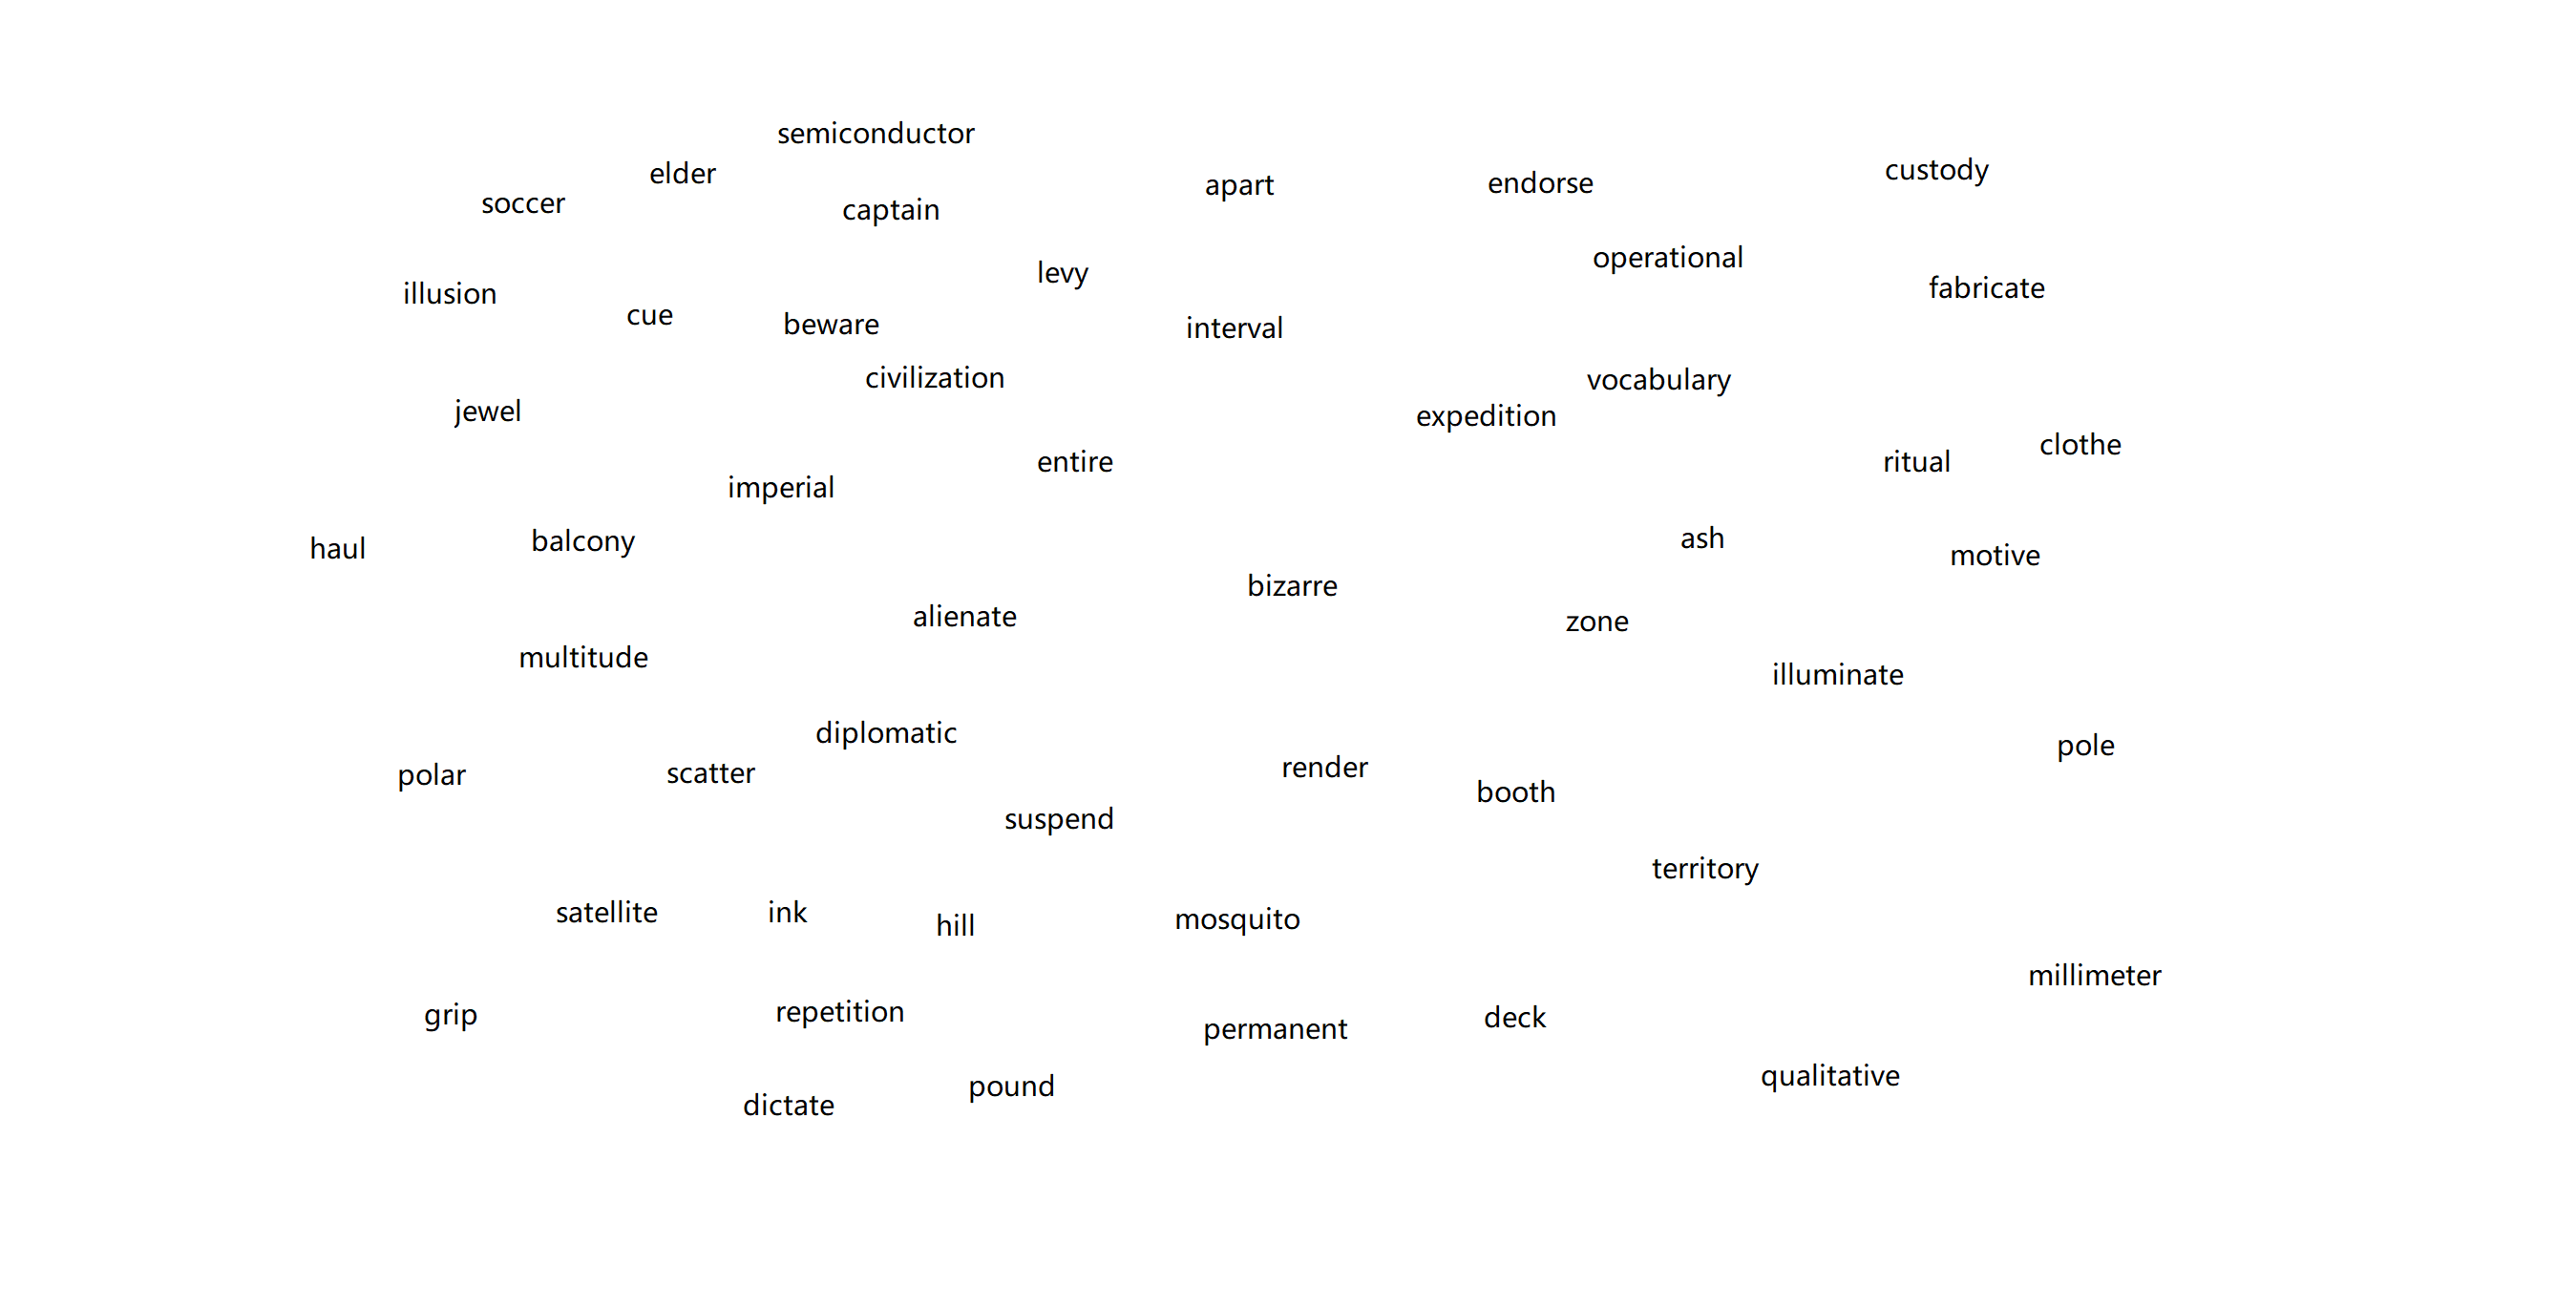 semiconductor
elder
soccer
captain
apart
endorse
custody
levy
operational
illusion
fabricate
cue
beware
interval
civilization
vocabulary
jewel
expedition
entire
ritual
clothe
imperial
haul
balcony
ash
motive
bizarre
alienate
zone
multitude
illuminate
diplomatic
pole
polar
scatter
render
booth
suspend
territory
satellite
ink
hill
mosquito
millimeter
grip
repetition
permanent
deck
dictate
pound
qualitative